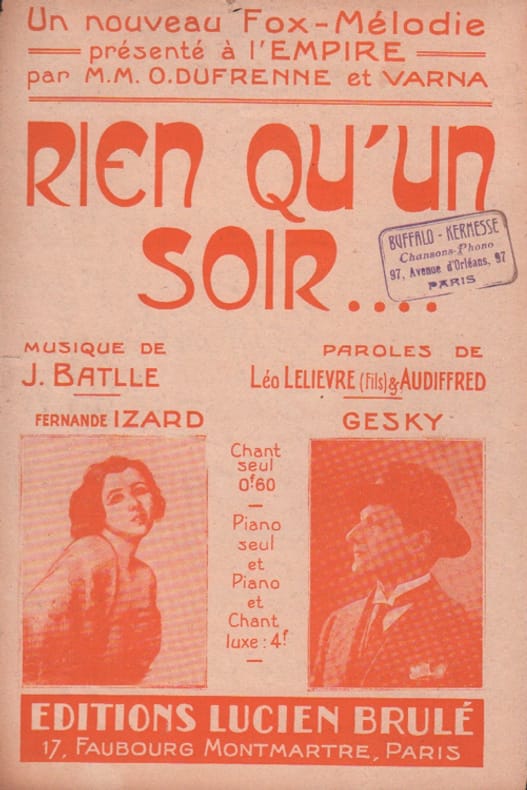 Un nouveau Fox-Mélodie
présenté à l'EMPIRE
par M.M. O. DUFRENNE et VARNA
RIEN QU'UN
SOIR....
BUFFALO - KERMESSE
Chansons-Phono
97, Avenue d'Orléans, 97
PARIS
MUSIQUE DE
J. BATLLE
PAROLES DE
Léo LELIEVRE (Fils) & AUDIFFRED
FERNANDE IZARD
GESKY
Chant
seul
0f60
Piano
seul
et
Piano
et
Chant
luxe : 4f
EDITIONS LUCIEN BRULÉ
17, FAUBOURG MONTMARTRE, PARIS